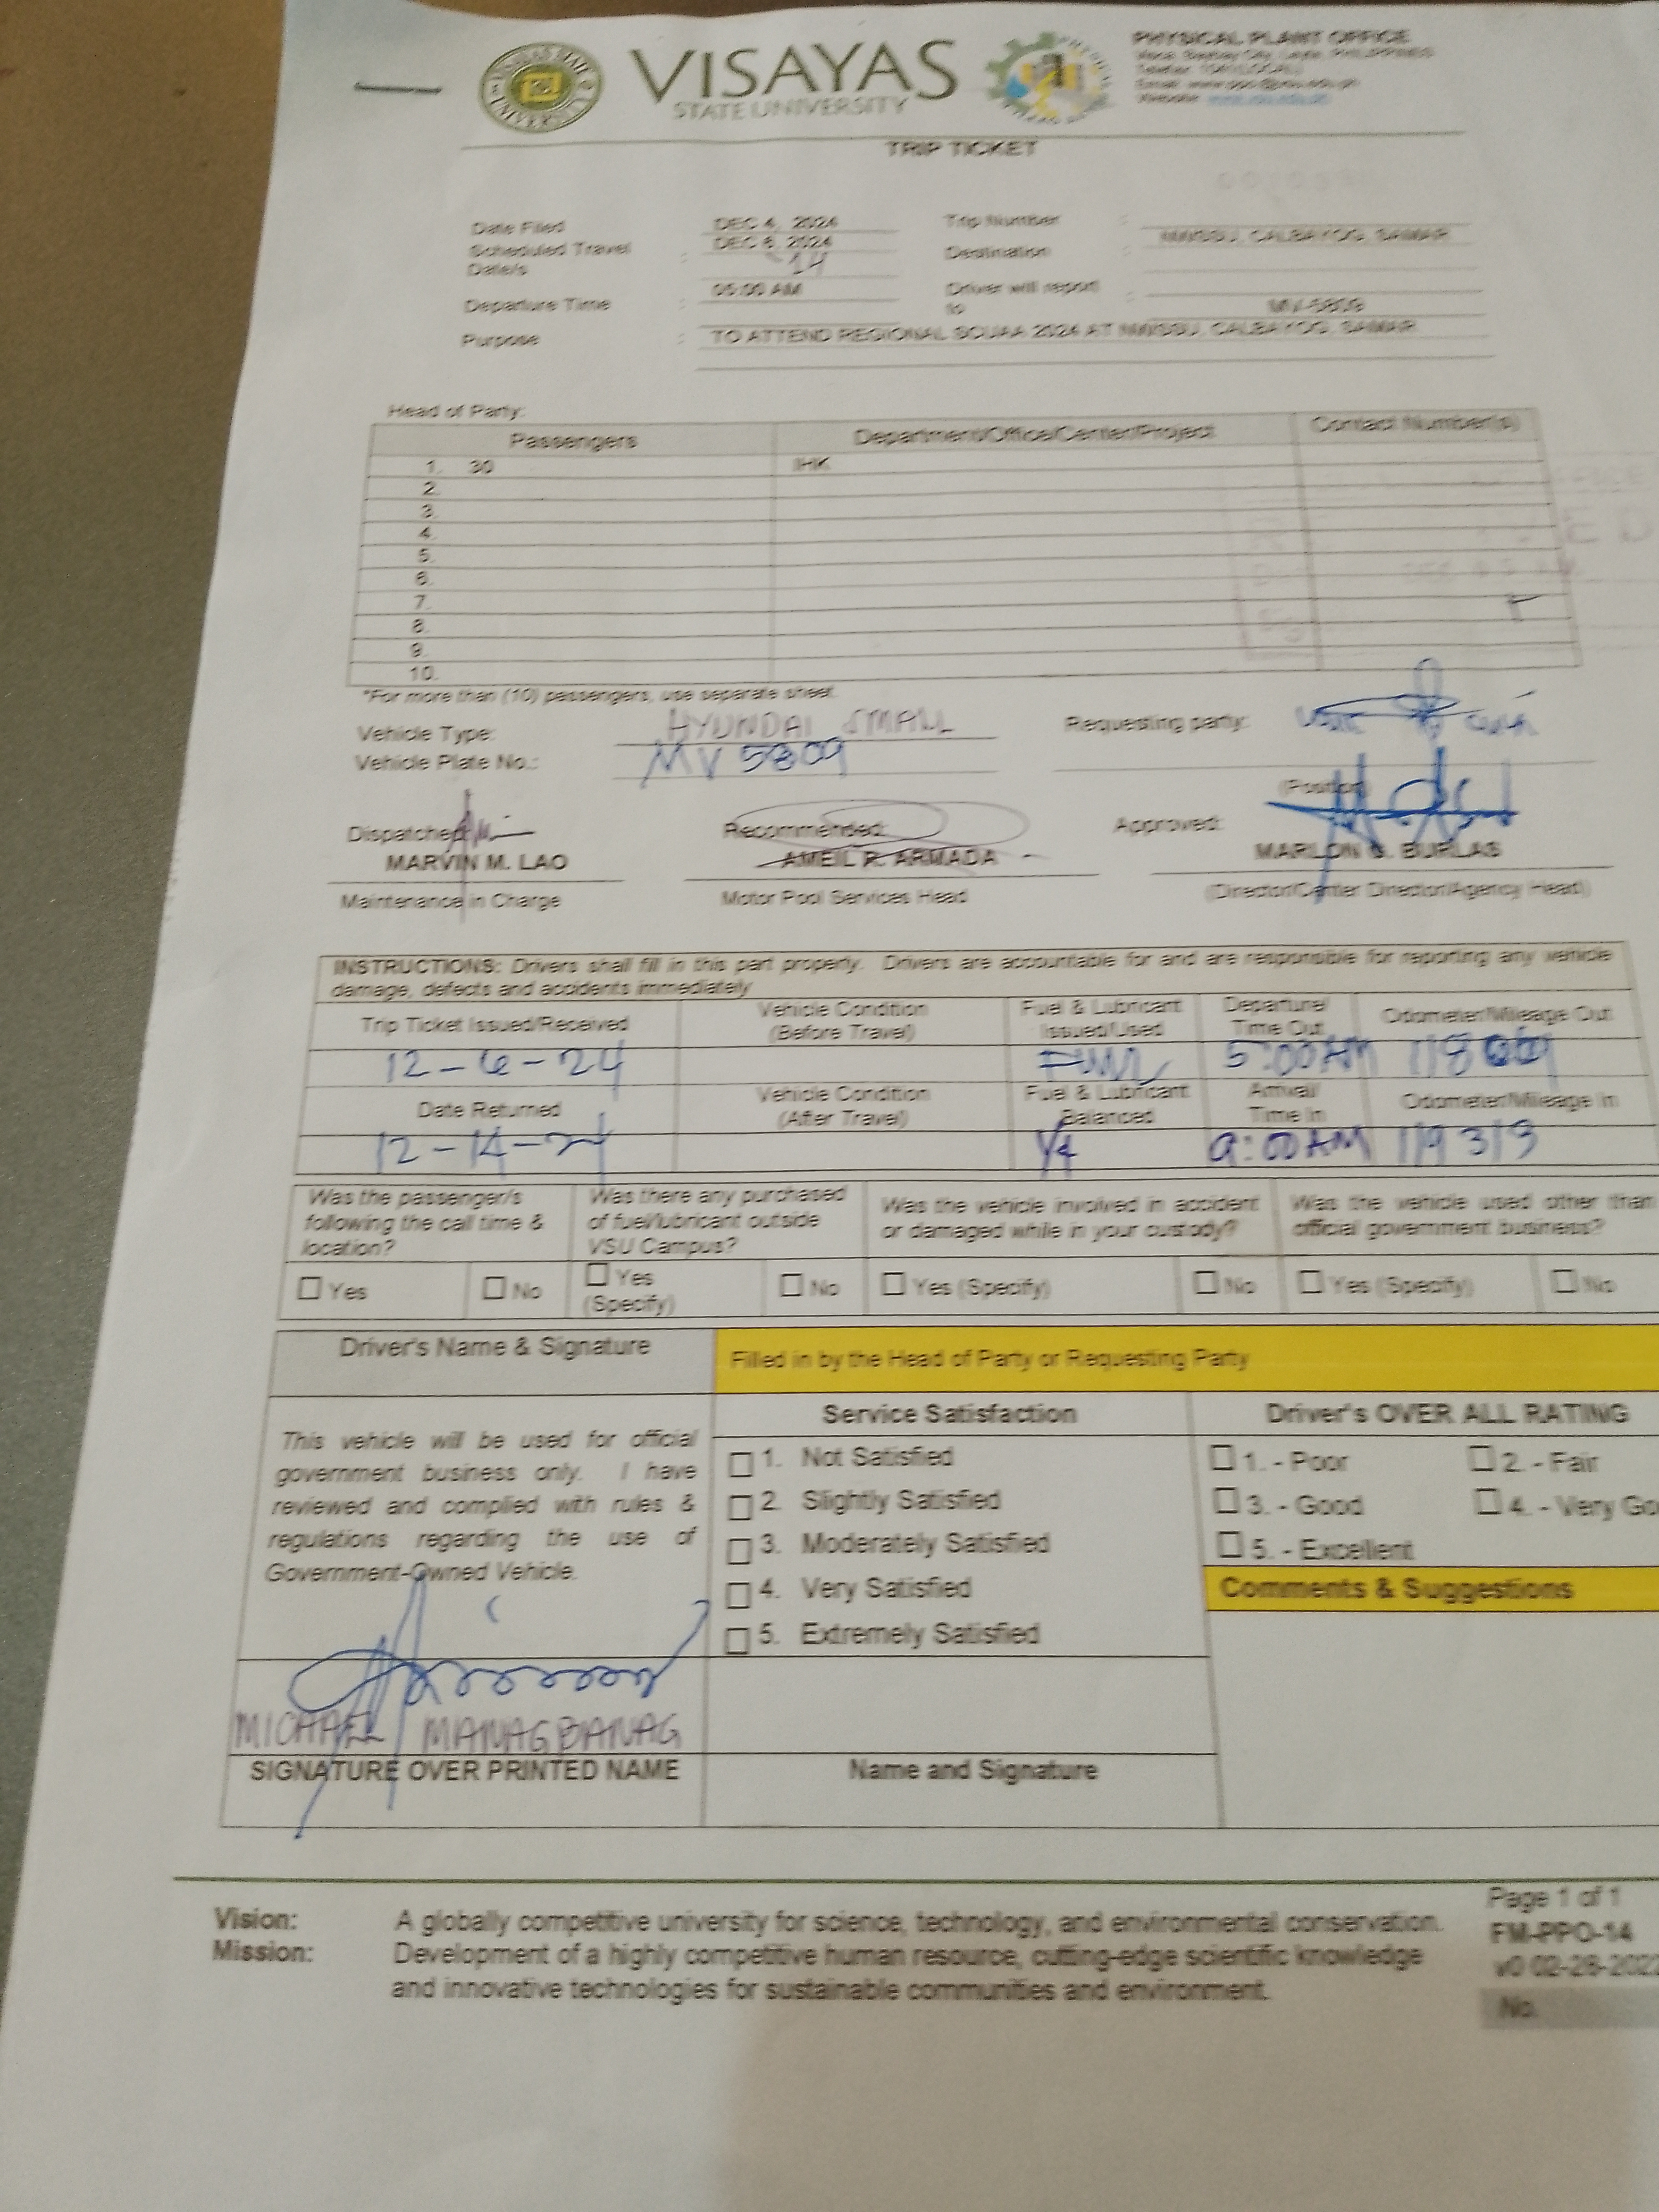 VISAYAS
STATE UNIVERSITY
PHYSICAL PLANT OFFICE
TRIP TICKET
Date Filed DEC 4, 2024 Trip Number :
Scheduled Travel Date/s : DEC 6, 2024 -14 Destination : NWSSU, CALBAYOG, SAMAR
Departure Time : 05:00 AM Driver will report to : MV-5809
Purpose : TO ATTEND REGIONAL SCUAA 2024 AT NWSSU, CALBAYOG, SAMAR
Head of Party:
Passengers Department/Office/Center/Project Contact Number(s)
1. 30 IHK
2.
3.
4.
5.
6.
7.
8.
9.
10.
*For more than (10) passengers, use separate sheet.
Vehicle Type: HYUNDAI SMALL Requesting party:
Vehicle Plate No.: MV 5809
(Position)
Dispatched: Recommended: Approved:
MARVIN M. LAO AMEIL R. ARMADA MARLON G. BURLAS
Maintenance in Charge Motor Pool Services Head (Director/Center Director/Agency Head)
INSTRUCTIONS: Drivers shall fill in this part properly. Drivers are accountable for and are responsible for reporting any vehicle
damage, defects and accidents immediately
Trip Ticket Issued/Received Vehicle Condition (Before Travel) Fuel & Lubricant Issued/Used Departure/ Time Out Odometer/Mileage Out
12-6-24 FULL 5:00AM
Date Returned Vehicle Condition (After Travel) Fuel & Lubricant Balanced Arrival/ Time In Odometer/Mileage In
12-14-24 9:00AM 119313
Was the passenger/s following the call time & location? Was there any purchased of fuel/lubricant outside VSU Campus? Was the vehicle involved in accident or damaged while in your custody? Was the vehicle used other than official government business?
Yes No Yes (Specify) No Yes (Specify) No Yes (Specify) No
Driver's Name & Signature Filled in by the Head of Party or Requesting Party
Service Satisfaction Driver's OVER ALL RATING
This vehicle will be used for official
government business only. I have
reviewed and complied with rules &
regulations regarding the use of
Government-Owned Vehicle.
1. Not Satisfied
2. Slightly Satisfied
3. Moderately Satisfied
4. Very Satisfied
5. Extremely Satisfied
1. - Poor 2. - Fair
3. - Good 4. - Very Go
5. - Excellent
Comments & Suggestions
MICHAEL MANAGBANAG
SIGNATURE OVER PRINTED NAME Name and Signature
Vision: A globally competitive university for science, technology, and environmental conservation.
Mission: Development of a highly competitive human resource, cutting-edge scientific knowledge
and innovative technologies for sustainable communities and environment.
Page 1 of 1
FM-PPO-14
v0 02-28-2022
No.